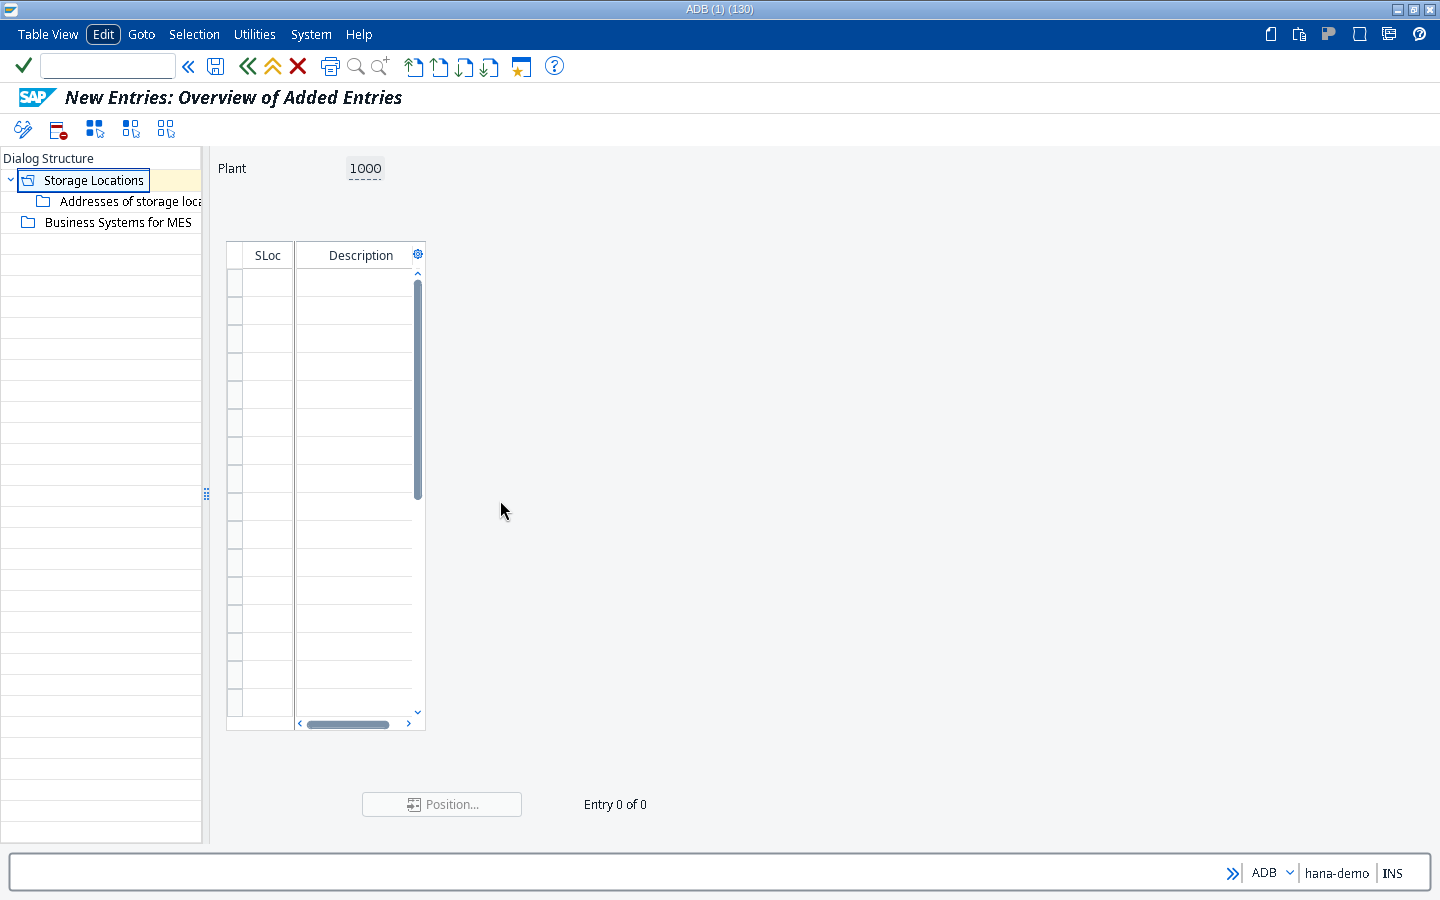 ADB (1) (130)
Table View Edit Goto Selection Utilities System Help
SAP New Entries: Overview of Added Entries
Dialog Structure
Storage Locations
Addresses of storage loca
Business Systems for MES
Plant 1000
SLoc Description
Position... Entry 0 of 0
ADB hana-demo INS